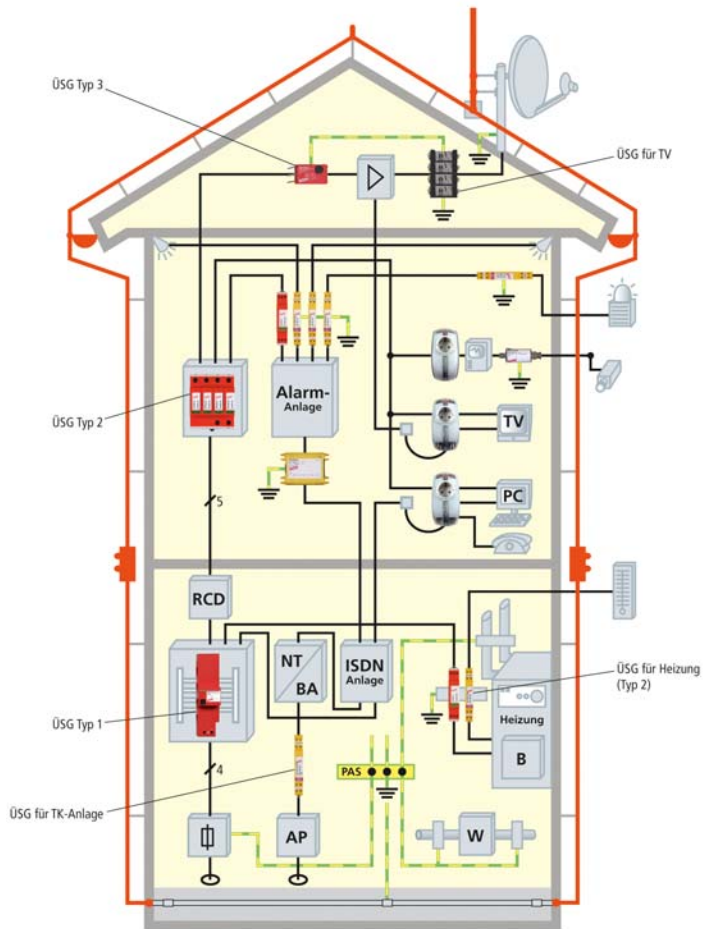 ÜSG Typ 3
ÜSG für TV
Alarm-
Anlage
ÜSG Typ 2
TV
PC
5
RCD
NT
BA
ISDN
Anlage
ÜSG für Heizung
(Typ 2)
Heizung
B
ÜSG Typ 1
4
PAS
ÜSG für TK-Anlage
AP
W